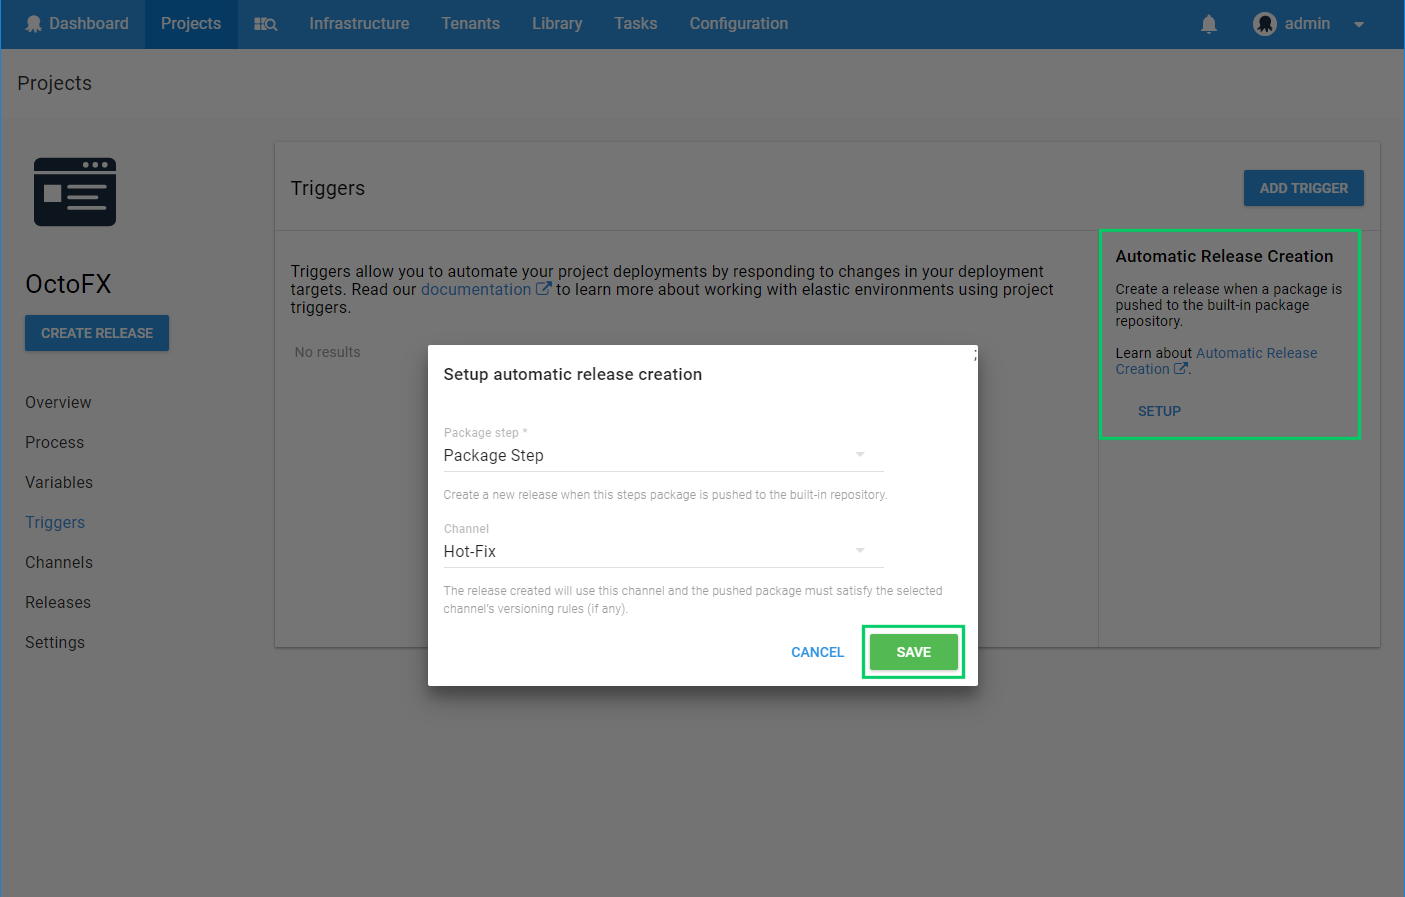 Dashboard Projects Infrastructure Tenants Library Tasks Configuration admin
Projects
OctoFX
CREATE RELEASE
Overview
Process
Variables
Triggers
Channels
Releases
Settings
Triggers
ADD TRIGGER
Triggers allow you to automate your project deployments by responding to changes in your deployment
targets. Read our documentation to learn more about working with elastic environments using project
triggers.
No results
Automatic Release Creation
Create a release when a package is
pushed to the built-in package
repository.
Learn about Automatic Release
Creation .
SETUP
;
Setup automatic release creation
Package step *
Package Step
Create a new release when this steps package is pushed to the built-in repository.
Channel
Hot-Fix
The release created will use this channel and the pushed package must satisfy the selected
channel's versioning rules (if any).
CANCEL SAVE